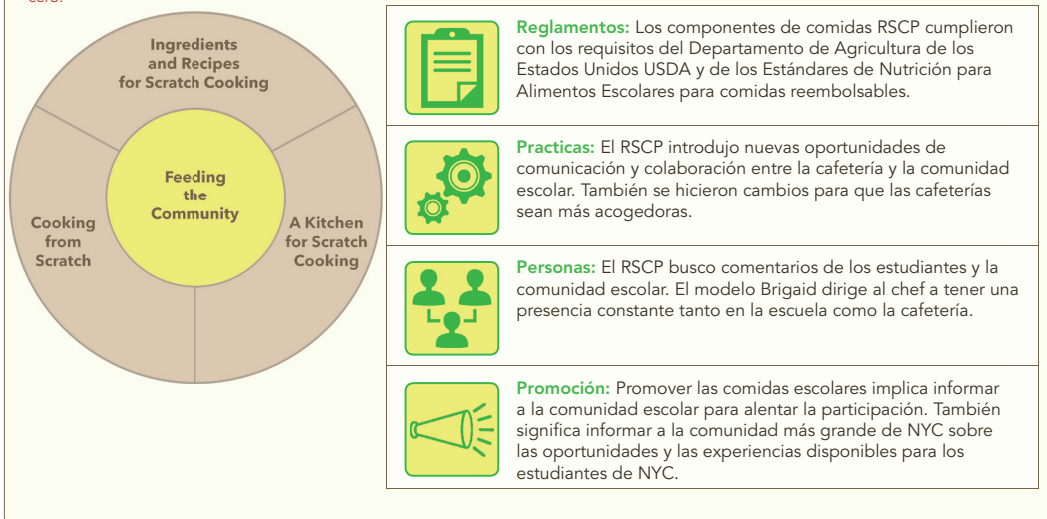 Ingredients
and Recipes
for Scratch Cooking
Feeding
the
Community
Cooking
from
Scratch
A Kitchen
for Scratch
Cooking
Reglamentos: Los componentes de comidas RSCP cumplieron
con los requisitos del Departamento de Agricultura de los
Estados Unidos USDA y de los Estándares de Nutrición para
Alimentos Escolares para comidas reembolsables.
Practicas: El RSCP introdujo nuevas oportunidades de
comunicación y colaboración entre la cafetería y la comunidad
escolar. También se hicieron cambios para que las cafeterías
sean más acogedoras.
Personas: El RSCP busco comentarios de los estudiantes y la
comunidad escolar. El modelo Brigaid dirige al chef a tener una
presencia constante tanto en la escuela como la cafetería.
Promoción: Promover las comidas escolares implica informar
a la comunidad escolar para alentar la participación. También
significa informar a la comunidad más grande de NYC sobre
las oportunidades y las experiencias disponibles para los
estudiantes de NYC.